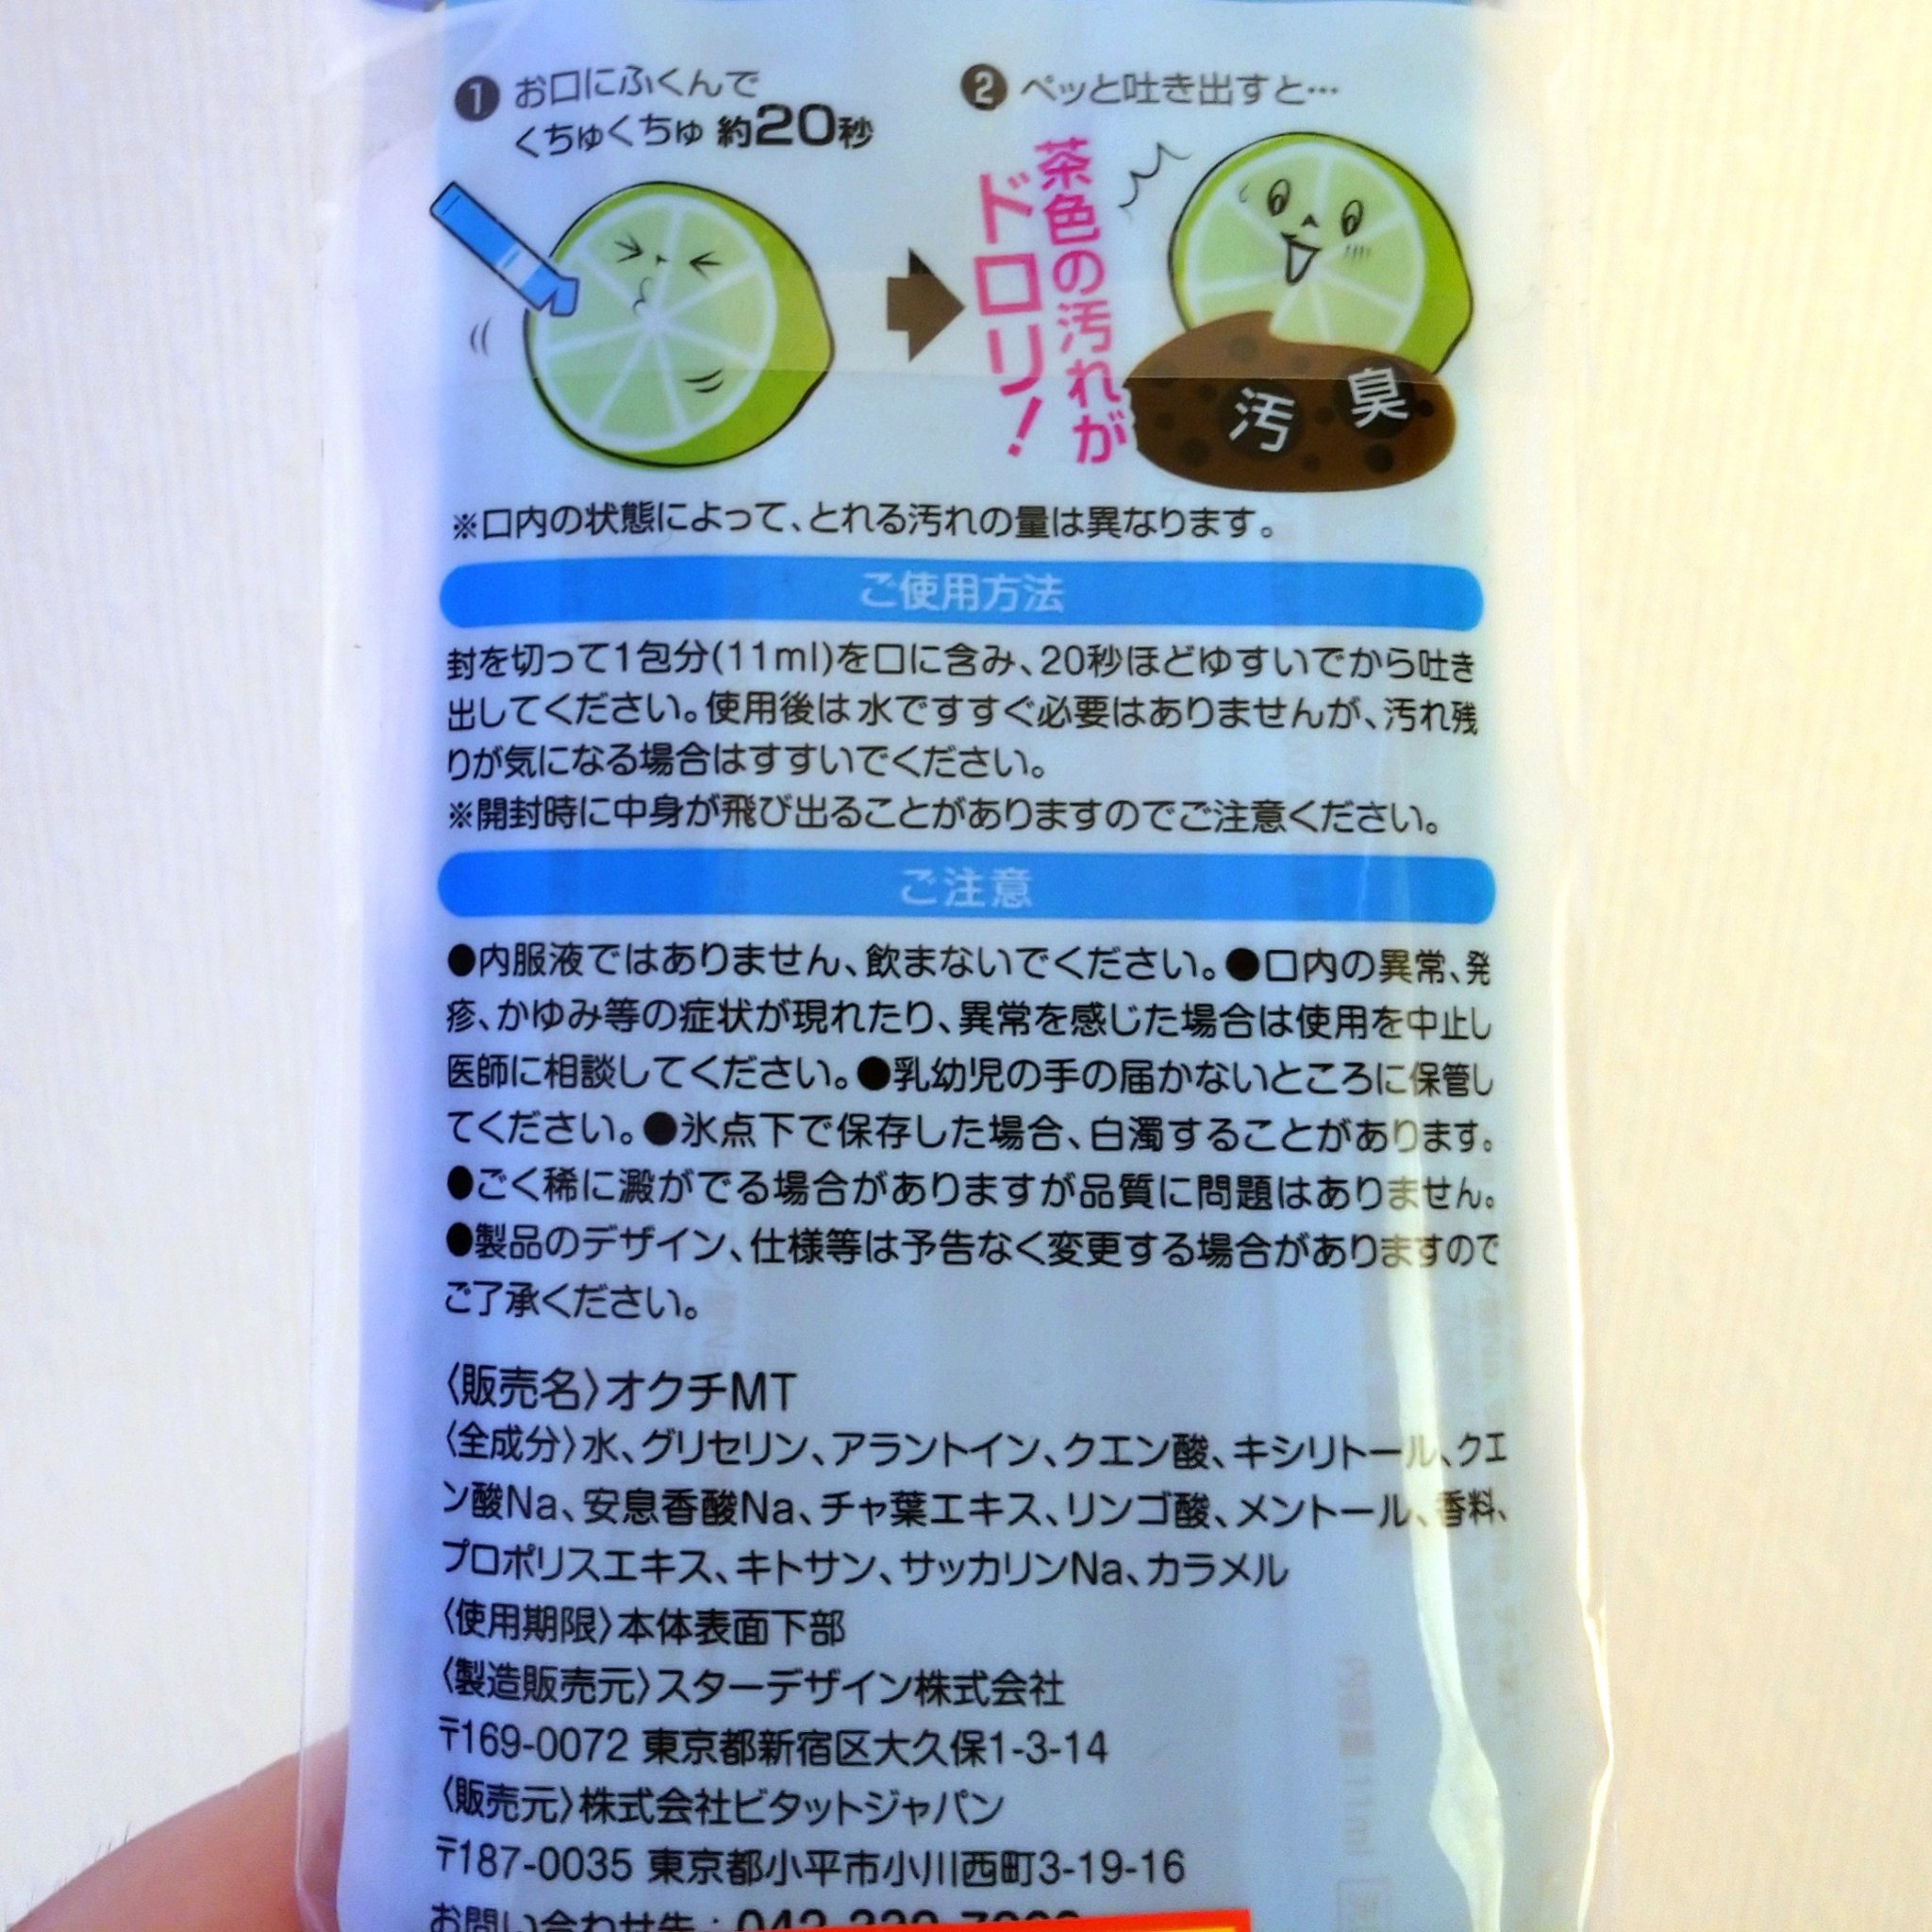 ❶ お口にふくんで
くちゅくちゅ 約20秒
❷ ペッと吐き出すと…
茶色の汚れが
ドロリ！
汚 臭
※口内の状態によって、とれる汚れの量は異なります。
ご使用方法
封を切って1包分(11ml)を口に含み、20秒ほどゆすいでから吐き
出してください。使用後は水ですすぐ必要はありませんが、汚れ残
りが気になる場合はすすいでください。
※開封時に中身が飛び出ることがありますのでご注意ください。
ご注意
●内服液ではありません、飲まないでください。●口内の異常、発
疹、かゆみ等の症状が現れたり、異常を感じた場合は使用を中止し
医師に相談してください。●乳幼児の手の届かないところに保管し
てください。●氷点下で保存した場合、白濁することがあります。
●ごく稀に澱がでる場合がありますが品質に問題はありません。
●製品のデザイン、仕様等は予告なく変更する場合がありますので
ご了承ください。
〈販売名〉オクチMT
〈全成分〉水、グリセリン、アラントイン、クエン酸、キシリトール、クエ
ン酸Na、安息香酸Na、チャ葉エキス、リンゴ酸、メントール、香料、
プロポリスエキス、キトサン、サッカリンNa、カラメル
〈使用期限〉本体表面下部
〈製造販売元〉スターデザイン株式会社
〒169-0072 東京都新宿区大久保1-3-14
〈販売元〉株式会社ビタットジャパン
〒187-0035 東京都小平市小川西町3-19-16
お問い合わせ先：